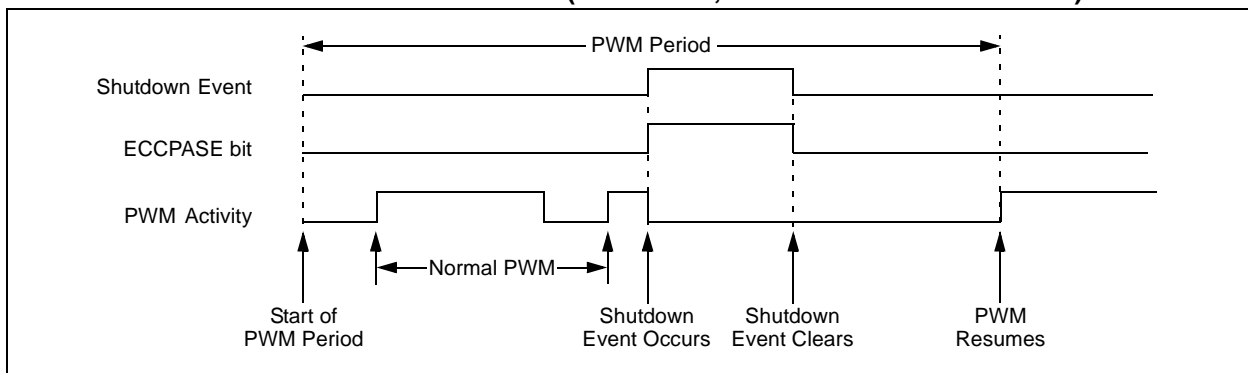 PWM Period
Shutdown Event
ECCPASE bit
PWM Activity
Normal PWM
Start of
PWM Period
Shutdown
Event Occurs
Shutdown
Event Clears
PWM
Resumes